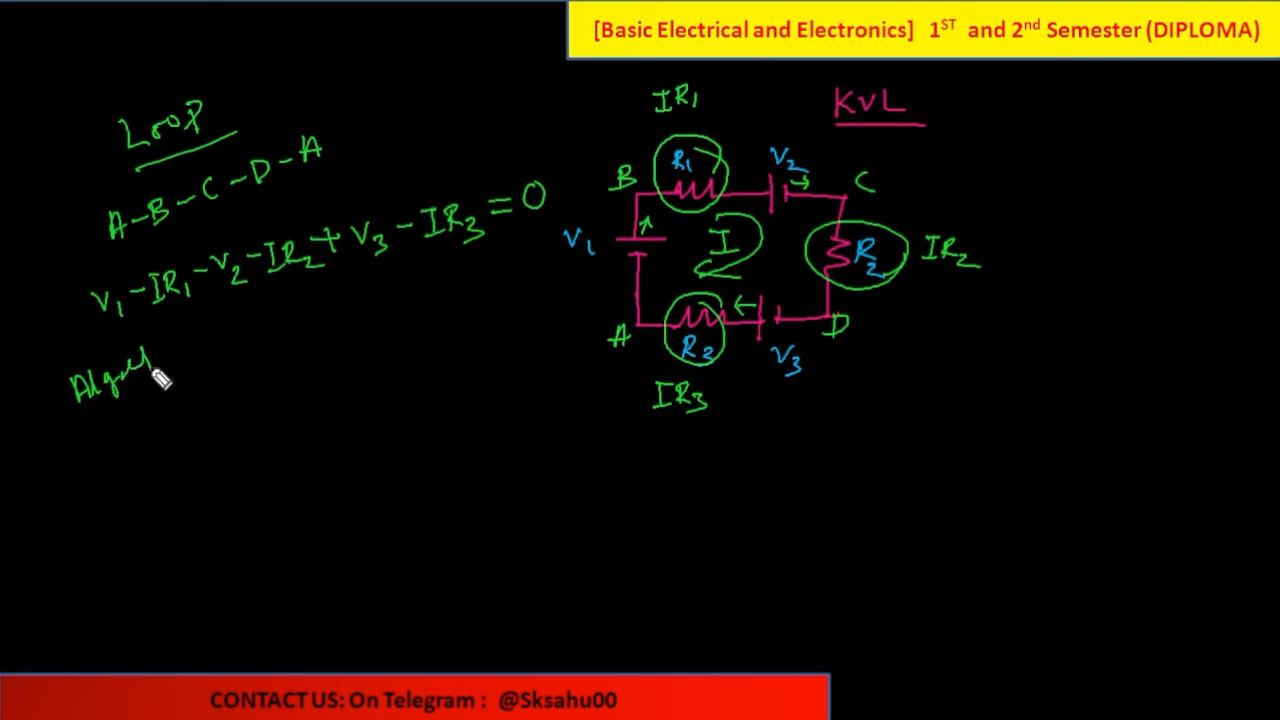 [Basic Electrical and Electronics] 1ST and 2nd Semester (DIPLOMA)
KVL
LOOP
A-B-C-D-A
V1-IR1-V2-IR2+V3-IR3=0
IR1
R1
V2
B
C
V1
I
R2
IR2
A
R3
D
V3
IR3
CONTACT US: On Telegram : @Sksahu00